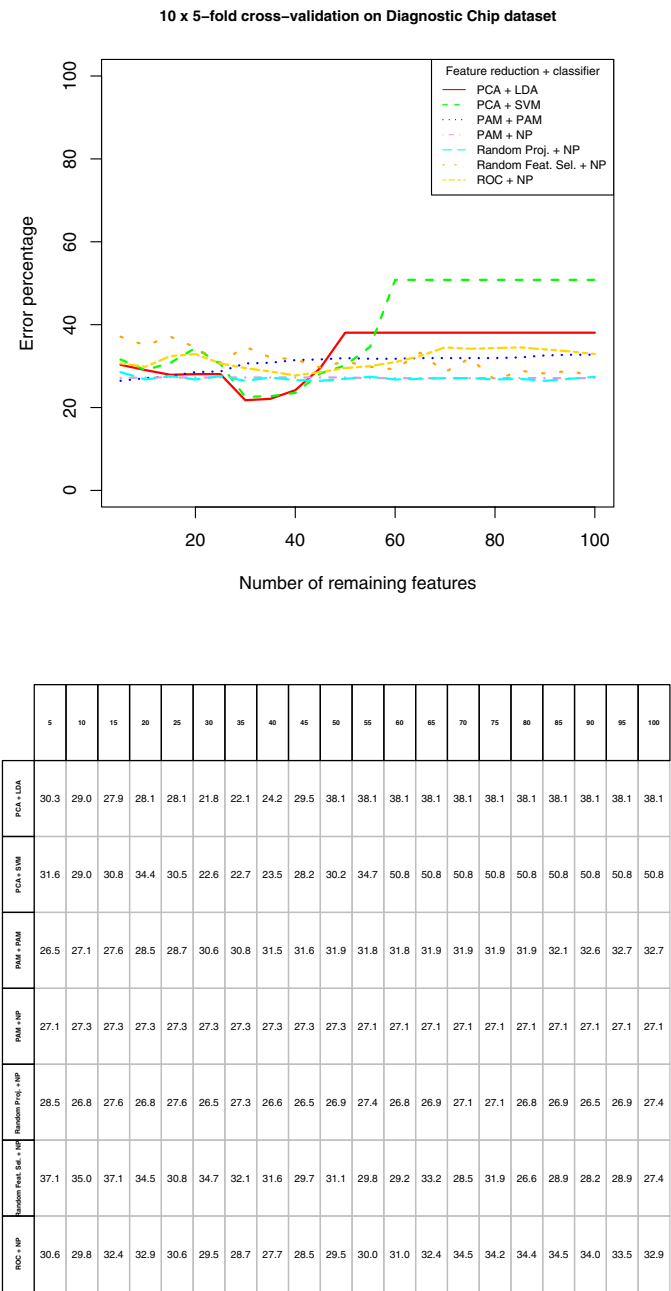 10 x 5−fold cross−validation on Diagnostic Chip dataset
Feature reduction + classifier
PCA + LDA
PCA + SVM
PAM + PAM
PAM + NP
Random Proj. + NP
Random Feat. Sel. + NP
ROC + NP
Error percentage
100
80
60
40
20
0
20 40 60 80 100
Number of remaining features
5 10 15 20 25 30 35 40 45 50 55 60 65 70 75 80 85 90 95 100
PCA + LDA 30.3 29.0 27.9 28.1 28.1 21.8 22.1 24.2 29.5 38.1 38.1 38.1 38.1 38.1 38.1 38.1 38.1 38.1 38.1 38.1
PCA + SVM 31.6 29.0 30.8 34.4 30.5 22.6 22.7 23.5 28.2 30.2 34.7 50.8 50.8 50.8 50.8 50.8 50.8 50.8 50.8 50.8
PAM + PAM 26.5 27.1 27.6 28.5 28.7 30.6 30.8 31.5 31.6 31.9 31.8 31.8 31.9 31.9 31.9 31.9 32.1 32.6 32.7 32.7
PAM + NP 27.1 27.3 27.3 27.3 27.3 27.3 27.3 27.3 27.3 27.3 27.1 27.1 27.1 27.1 27.1 27.1 27.1 27.1 27.1 27.1
Random Proj. + NP 28.5 26.8 27.6 26.8 27.6 26.5 27.3 26.6 26.5 26.9 27.4 26.8 26.9 27.1 27.1 26.8 26.9 26.5 26.9 27.4
Random Feat. Sel. + NP 37.1 35.0 37.1 34.5 30.8 34.7 32.1 31.6 29.7 31.1 29.8 29.2 33.2 28.5 31.9 26.6 28.9 28.2 28.9 27.4
ROC + NP 30.6 29.8 32.4 32.9 30.6 29.5 28.7 27.7 28.5 29.5 30.0 31.0 32.4 34.5 34.2 34.4 34.5 34.0 33.5 32.9